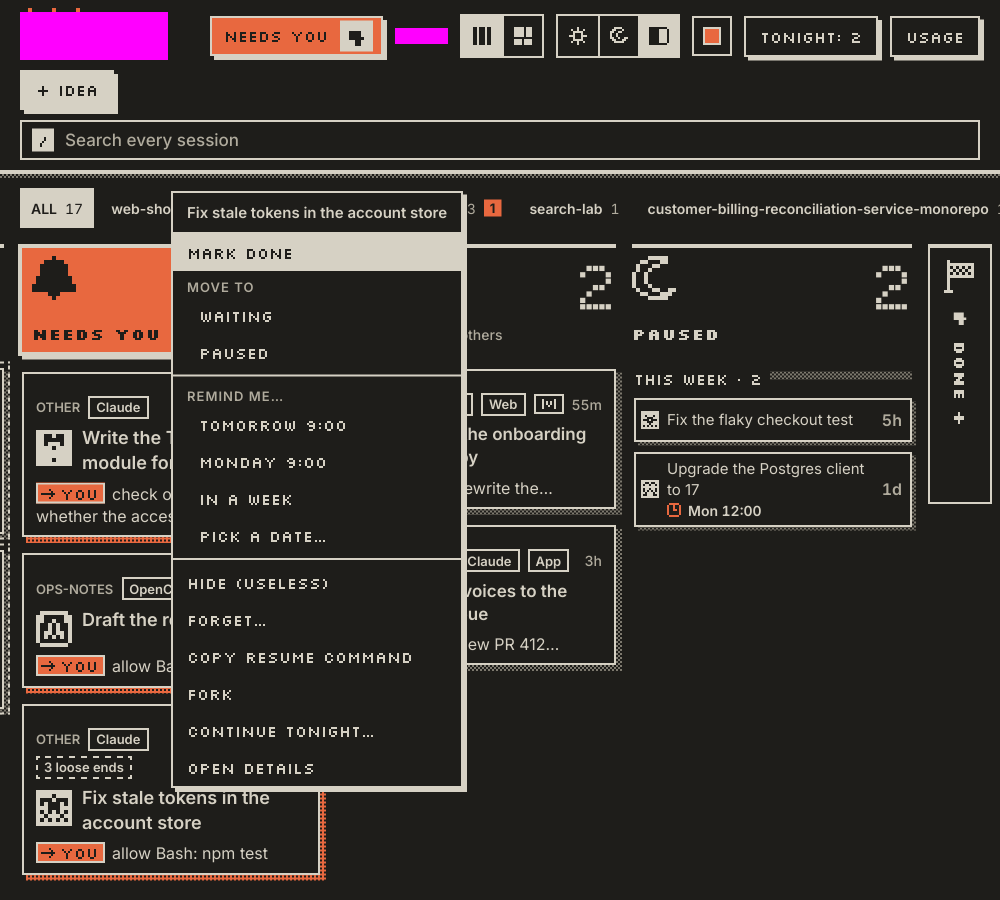 NEEDS YOU
TONIGHT: 2
USAGE
+ IDEA
/ Search every session
ALL 17
web-sho
3 1
search-lab 1
customer-billing-reconciliation-service-monorepo
Fix stale tokens in the account store
MARK DONE
MOVE TO
WAITING
PAUSED
REMIND ME…
TOMORROW 9:00
MONDAY 9:00
IN A WEEK
PICK A DATE…
HIDE (USELESS)
FORGET…
COPY RESUME COMMAND
FORK
CONTINUE TONIGHT…
OPEN DETAILS
NEEDS YOU
OTHER Claude
Write the
module for
→ YOU check o
whether the acces
OPS-NOTES OpenC
Draft the re
→ YOU allow Ba
OTHER Claude
3 loose ends
Fix stale tokens in the
account store
→ YOU allow Bash: npm test
2
thers
Web 55m
he onboarding
ewrite the…
Claude App 3h
voices to the
ue
ew PR 412…
2
PAUSED
THIS WEEK · 2
Fix the flaky checkout test 5h
Upgrade the Postgres client
to 17 1d
Mon 12:00
DONE